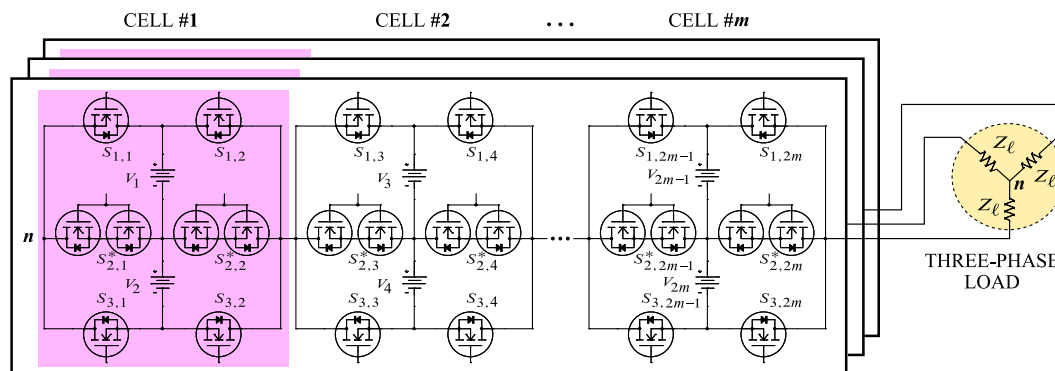 CELL #1 CELL #2 ... CELL #m
S1,1 S1,2 S1,3 S1,4 S1,2m−1 S1,2m
V1 V3 V2m−1
n
S*2,1 S*2,2 S*2,3 S*2,4 ... S*2,2m−1 S*2,2m
V2 V4 V2m
S3,1 S3,2 S3,3 S3,4 S3,2m−1 S3,2m
Zℓ
Zℓ
n
Zℓ
THREE-PHASE
LOAD